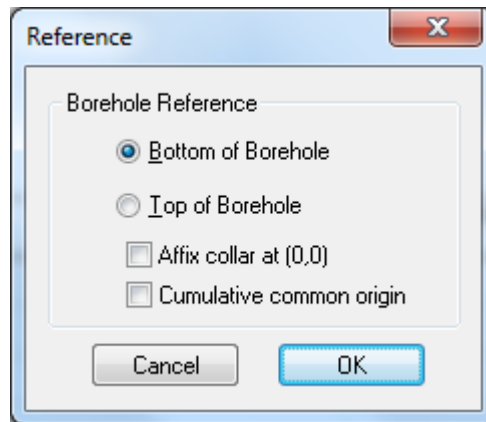 Reference
Borehole Reference
Bottom of Borehole
Top of Borehole
Affix collar at (0,0)
Cumulative common origin
Cancel OK